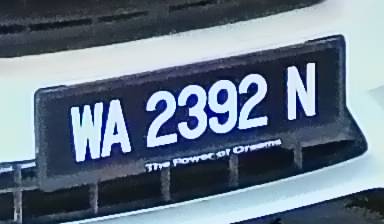 WA 2392 N
The Power of Dreams